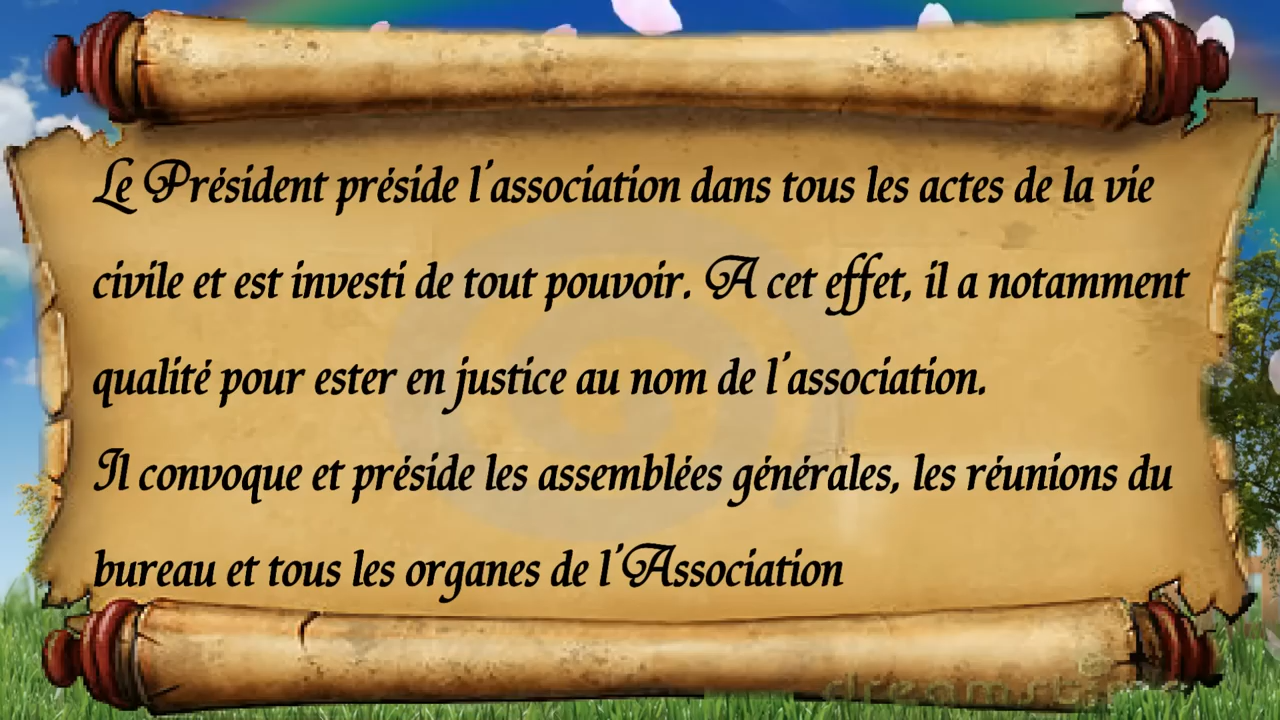 Le Président préside l'association dans tous les actes de la vie
civile et est investi de tout pouvoir. A cet effet, il a notamment
qualité pour ester en justice au nom de l'association.
Il convoque et préside les assemblées générales, les réunions du
bureau et tous les organes de l'Association